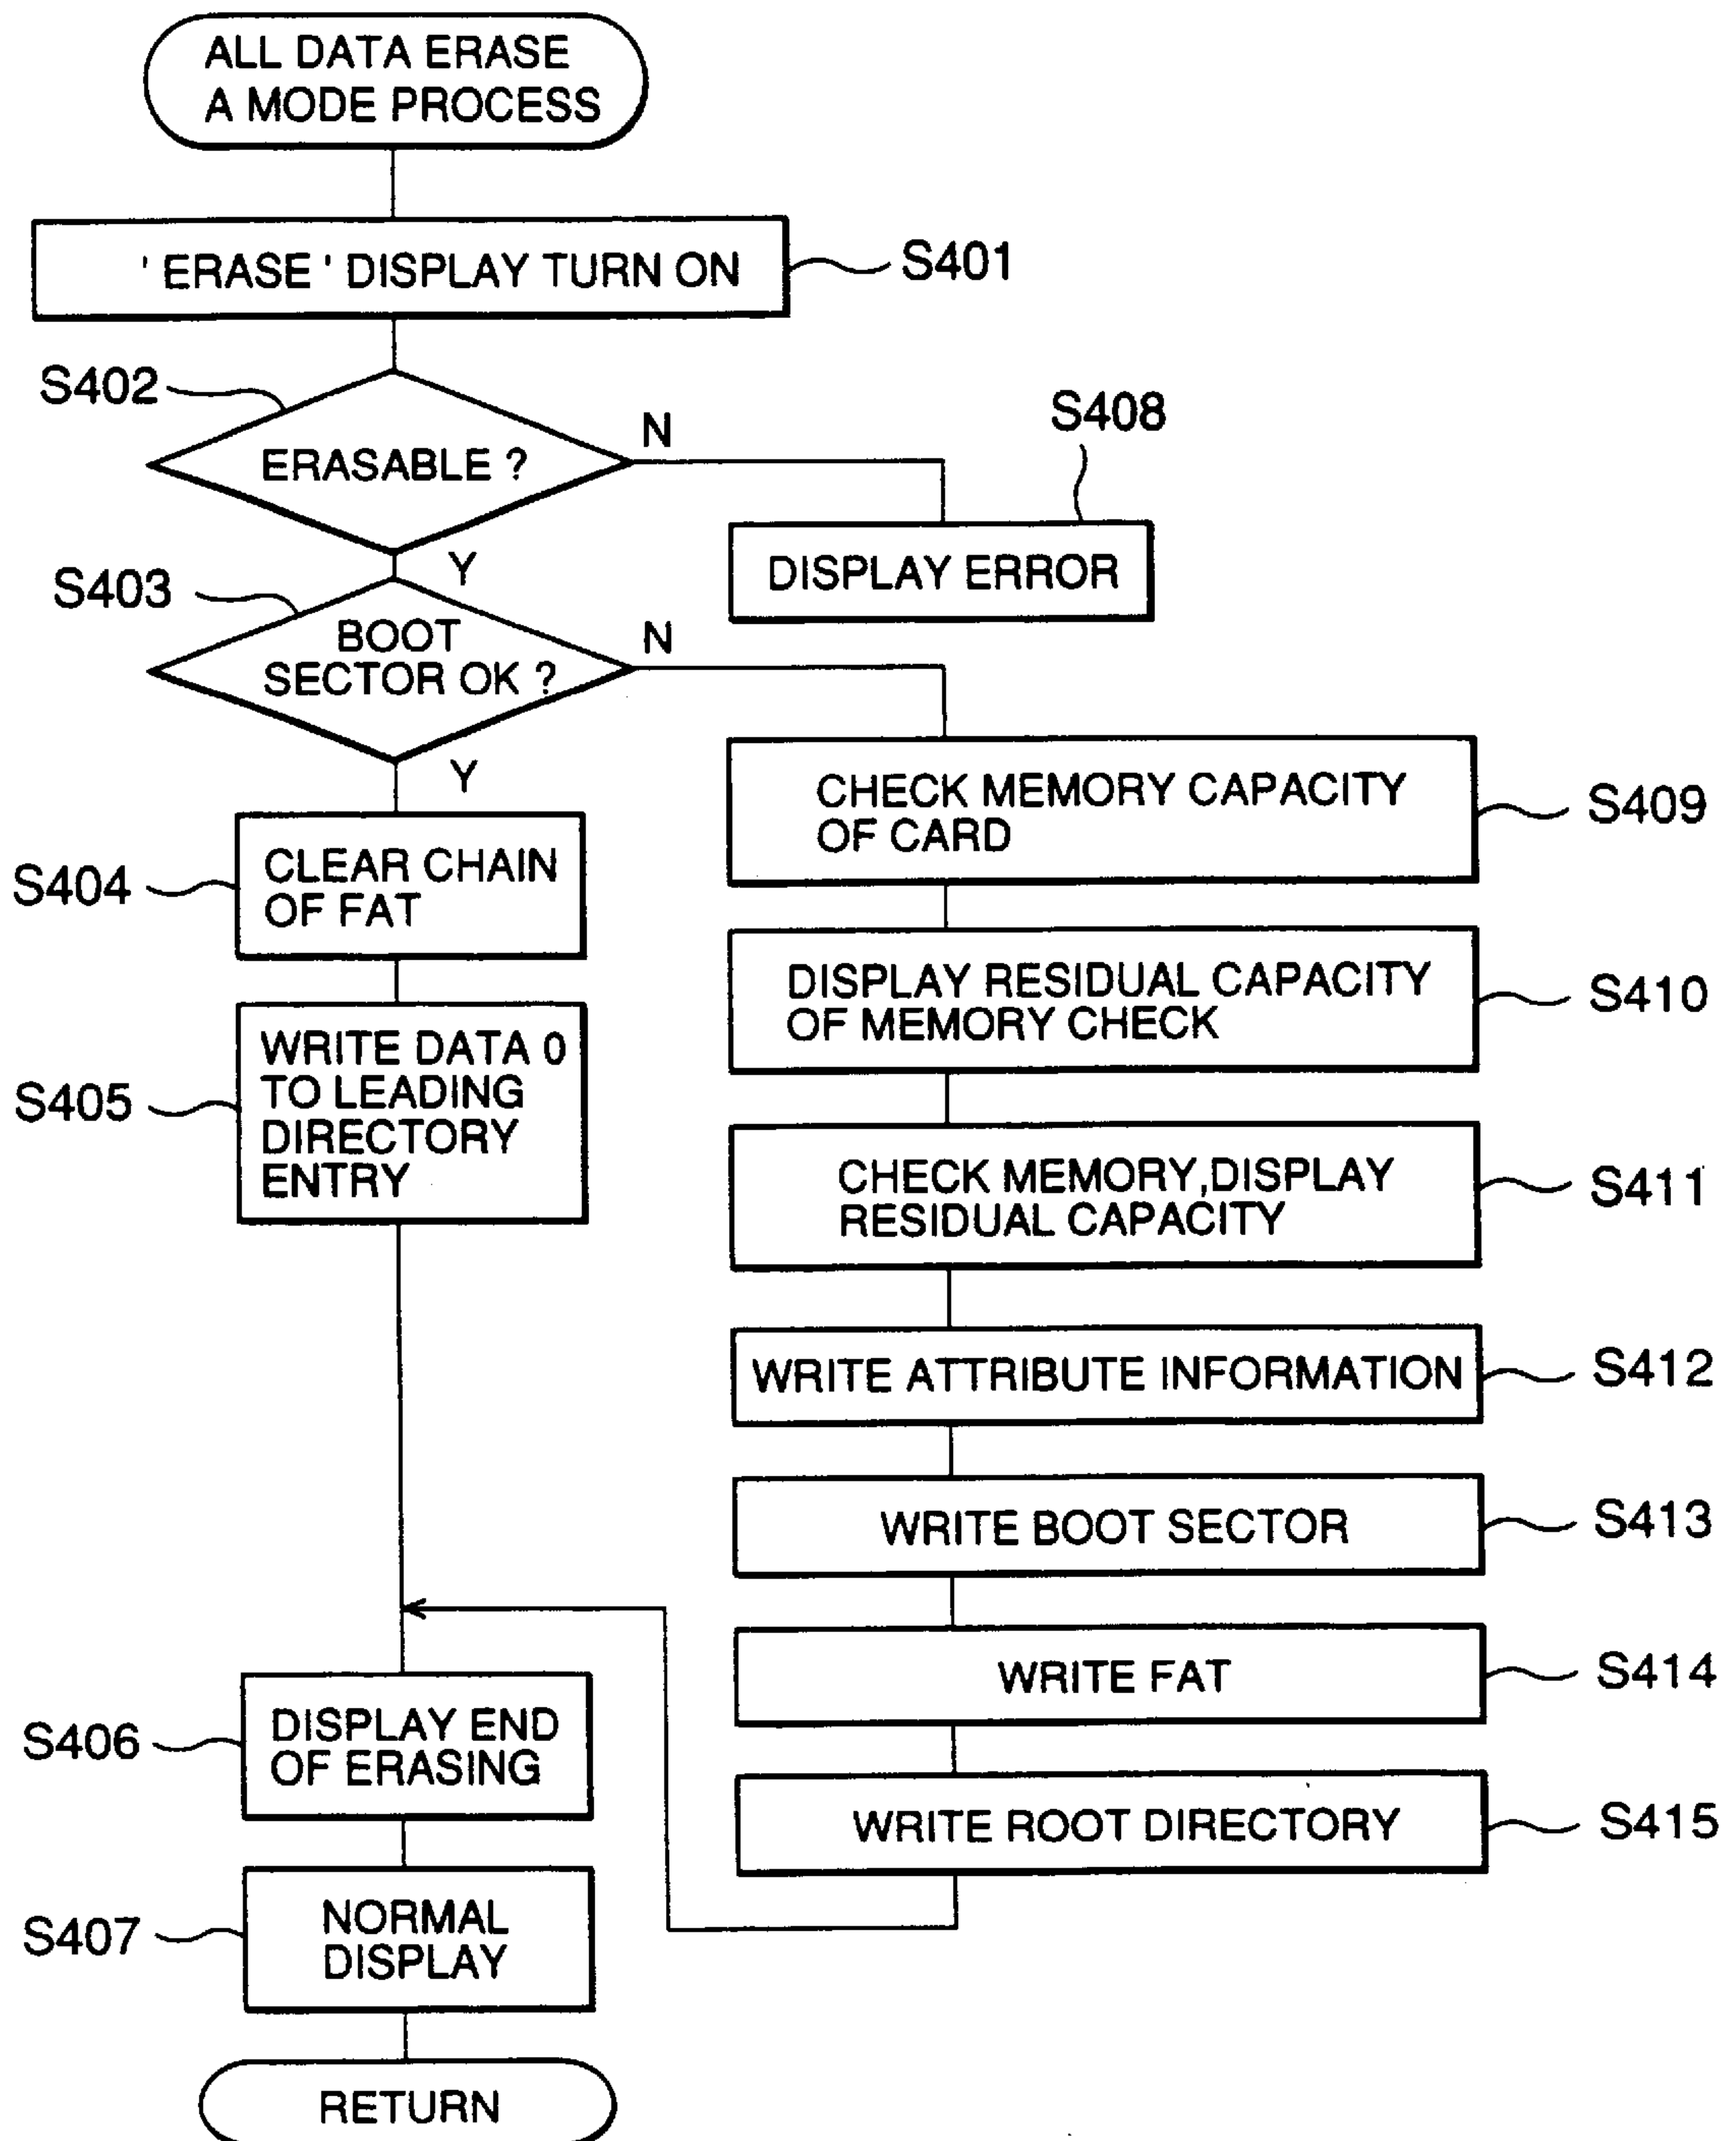 ALL DATA ERASE
A MODE PROCESS
' ERASE ' DISPLAY TURN ON
S401
S402
ERASABLE ?
N
S408
DISPLAY ERROR
Y
S403
BOOT
SECTOR OK ?
N
Y
S404
CLEAR CHAIN
OF FAT
S405
WRITE DATA 0
TO LEADING
DIRECTORY
ENTRY
CHECK MEMORY CAPACITY
OF CARD
S409
DISPLAY RESIDUAL CAPACITY
OF MEMORY CHECK
S410
CHECK MEMORY,DISPLAY
RESIDUAL CAPACITY
S411
WRITE ATTRIBUTE INFORMATION
S412
WRITE BOOT SECTOR
S413
WRITE FAT
S414
WRITE ROOT DIRECTORY
S415
S406
DISPLAY END
OF ERASING
S407
NORMAL
DISPLAY
RETURN